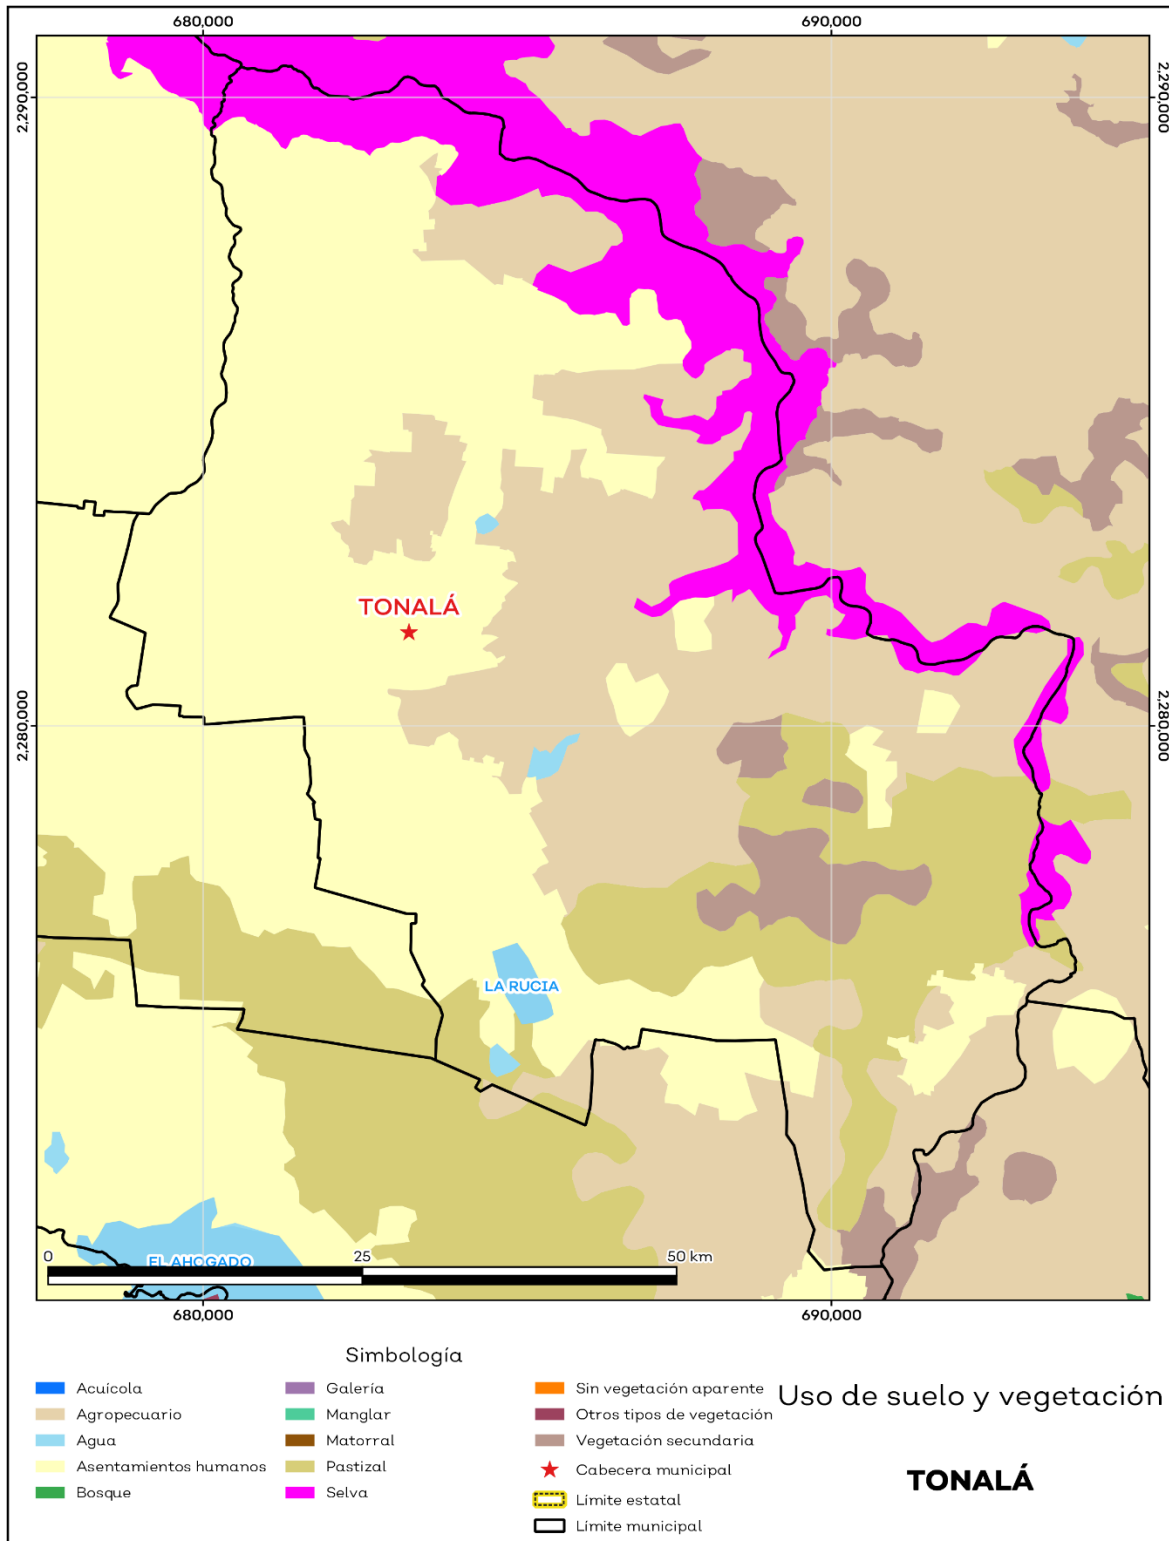 680,000 690,000
2,290,000 2,290,000
TONALÁ
2,280,000 2,280,000
LA RUCIA
EL AHOGADO
0 25 50 km
680,000 690,000
Simbología
Acuícola
Agropecuario
Agua
Asentamientos humanos
Bosque
Galería
Manglar
Matorral
Pastizal
Selva
Sin vegetación aparente
Otros tipos de vegetación
Vegetación secundaria
Cabecera municipal
Límite estatal
Límite municipal
Uso de suelo y vegetación
TONALÁ